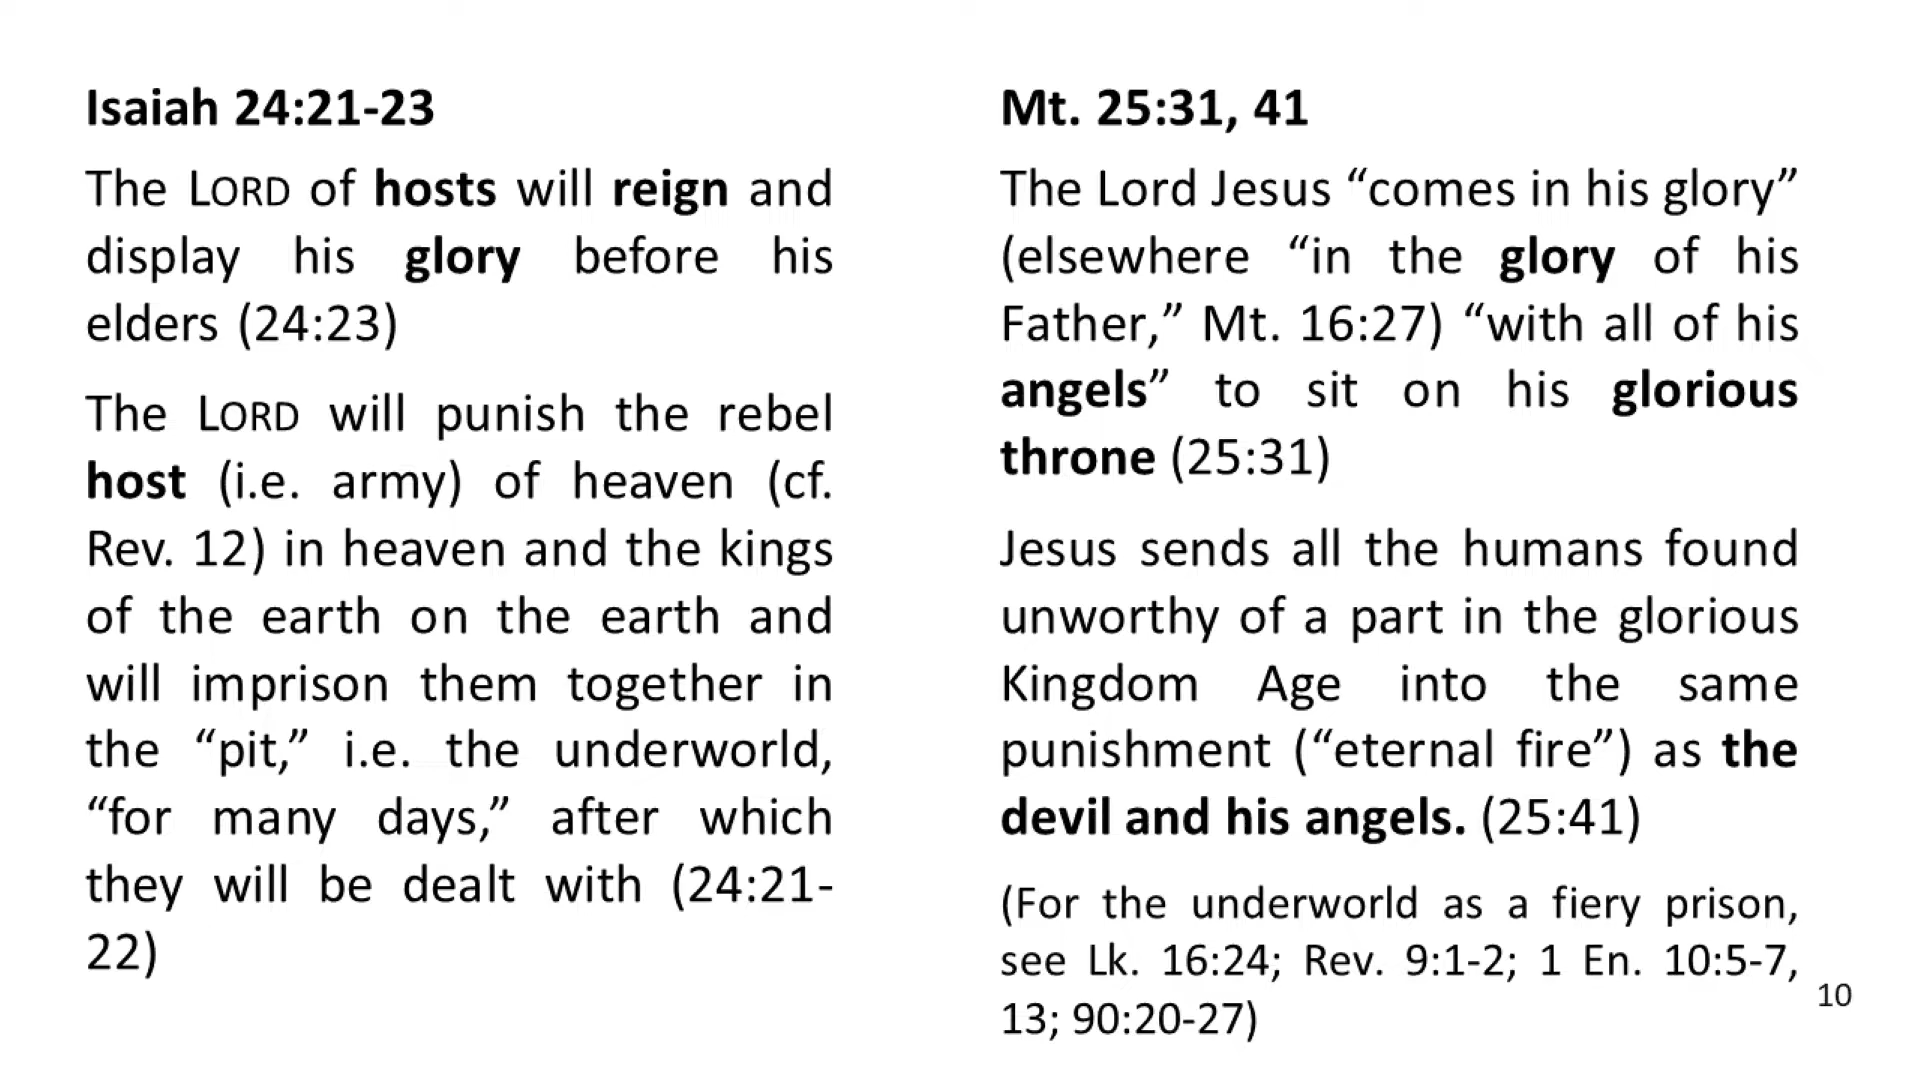 Isaiah 24:21-23
The LORD of hosts will reign and
display his glory before his
elders (24:23)
The LORD will punish the rebel
host (i.e. army) of heaven (cf.
Rev. 12) in heaven and the kings
of the earth on the earth and
will imprison them together in
the “pit,” i.e. the underworld,
“for many days,” after which
they will be dealt with (24:21-
22)
Mt. 25:31, 41
The Lord Jesus “comes in his glory”
(elsewhere “in the glory of his
Father,” Mt. 16:27) “with all of his
angels” to sit on his glorious
throne (25:31)
Jesus sends all the humans found
unworthy of a part in the glorious
Kingdom Age into the same
punishment (“eternal fire”) as the
devil and his angels. (25:41)
(For the underworld as a fiery prison,
see Lk. 16:24; Rev. 9:1-2; 1 En. 10:5-7,
13; 90:20-27)
10